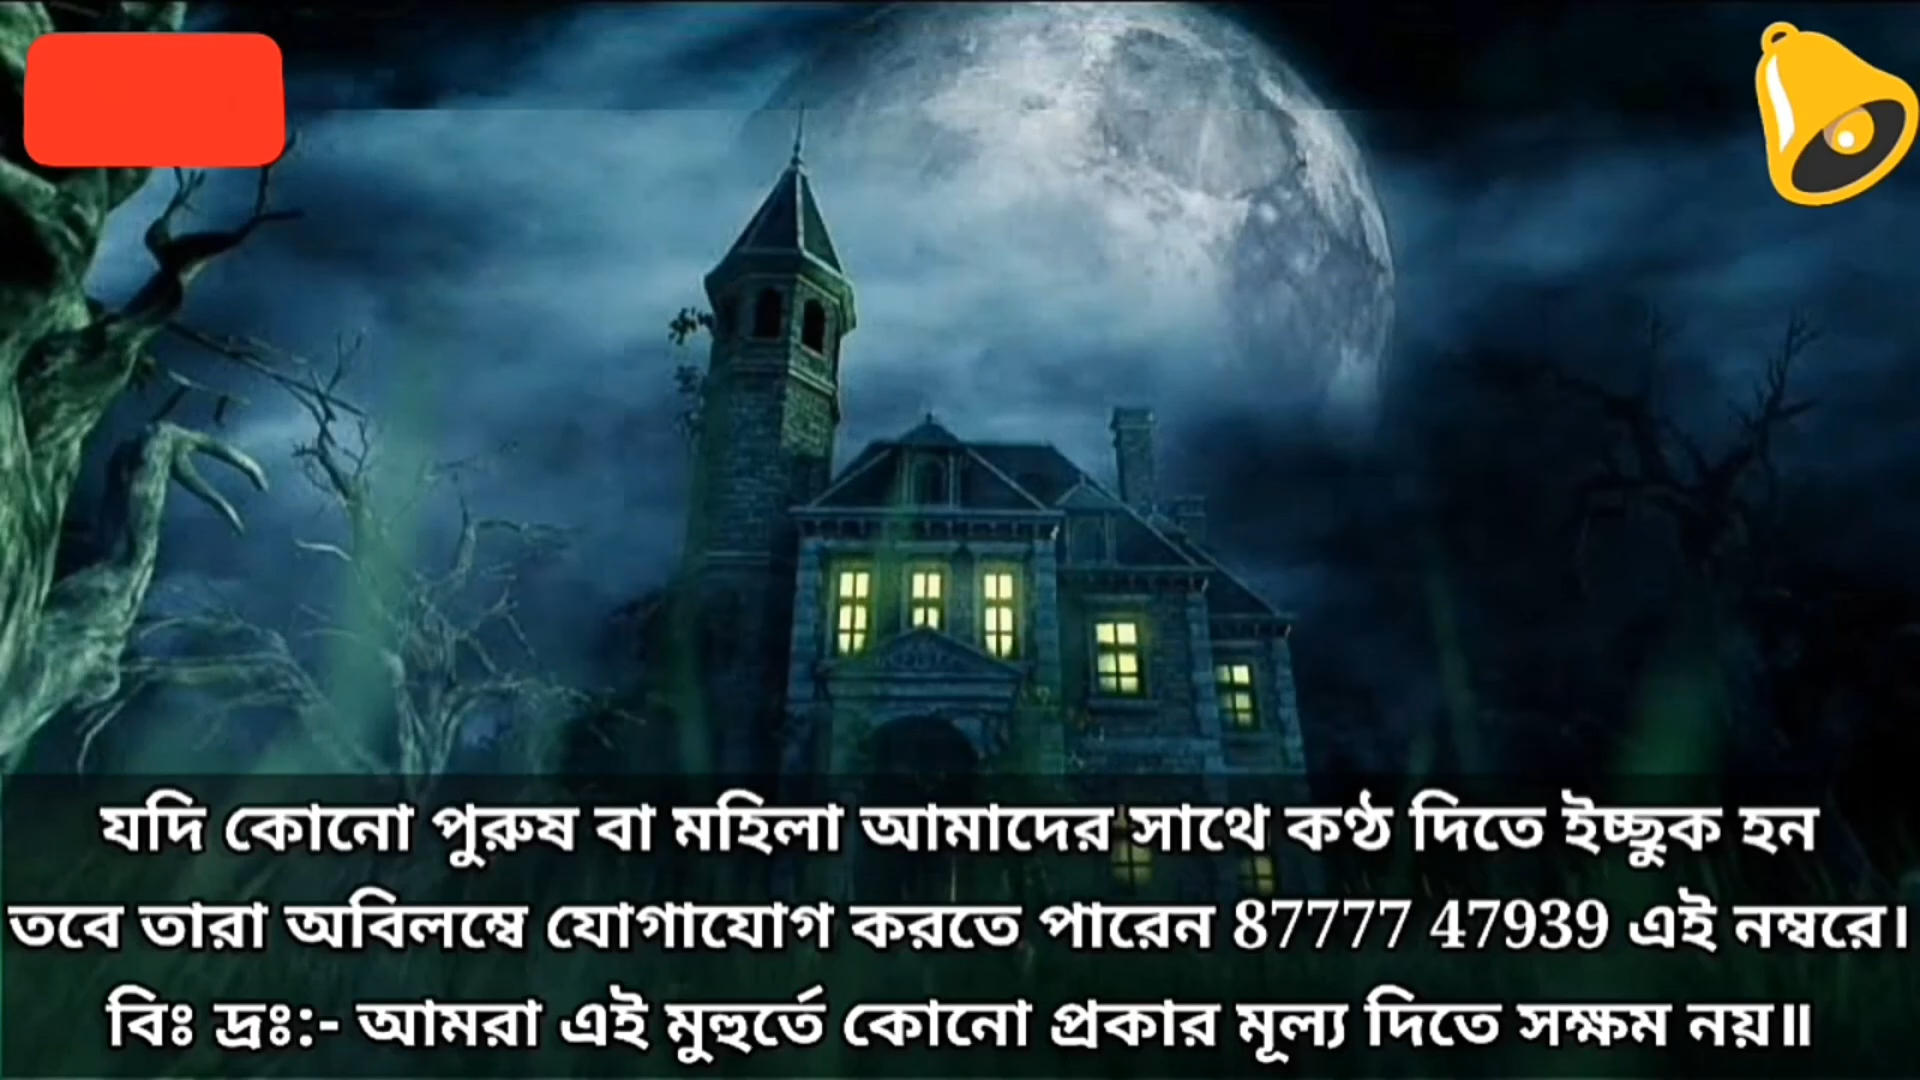 যদি কোনো পুরুষ বা মহিলা আমাদের সাথে কণ্ঠ দিতে ইচ্ছুক হন
তবে তারা অবিলম্বে যোগাযোগ করতে পারেন 87777 47939 এই নম্বরে।
বিঃ দ্রঃ:- আমরা এই মুহুর্তে কোনো প্রকার মূল্য দিতে সক্ষম নয়॥